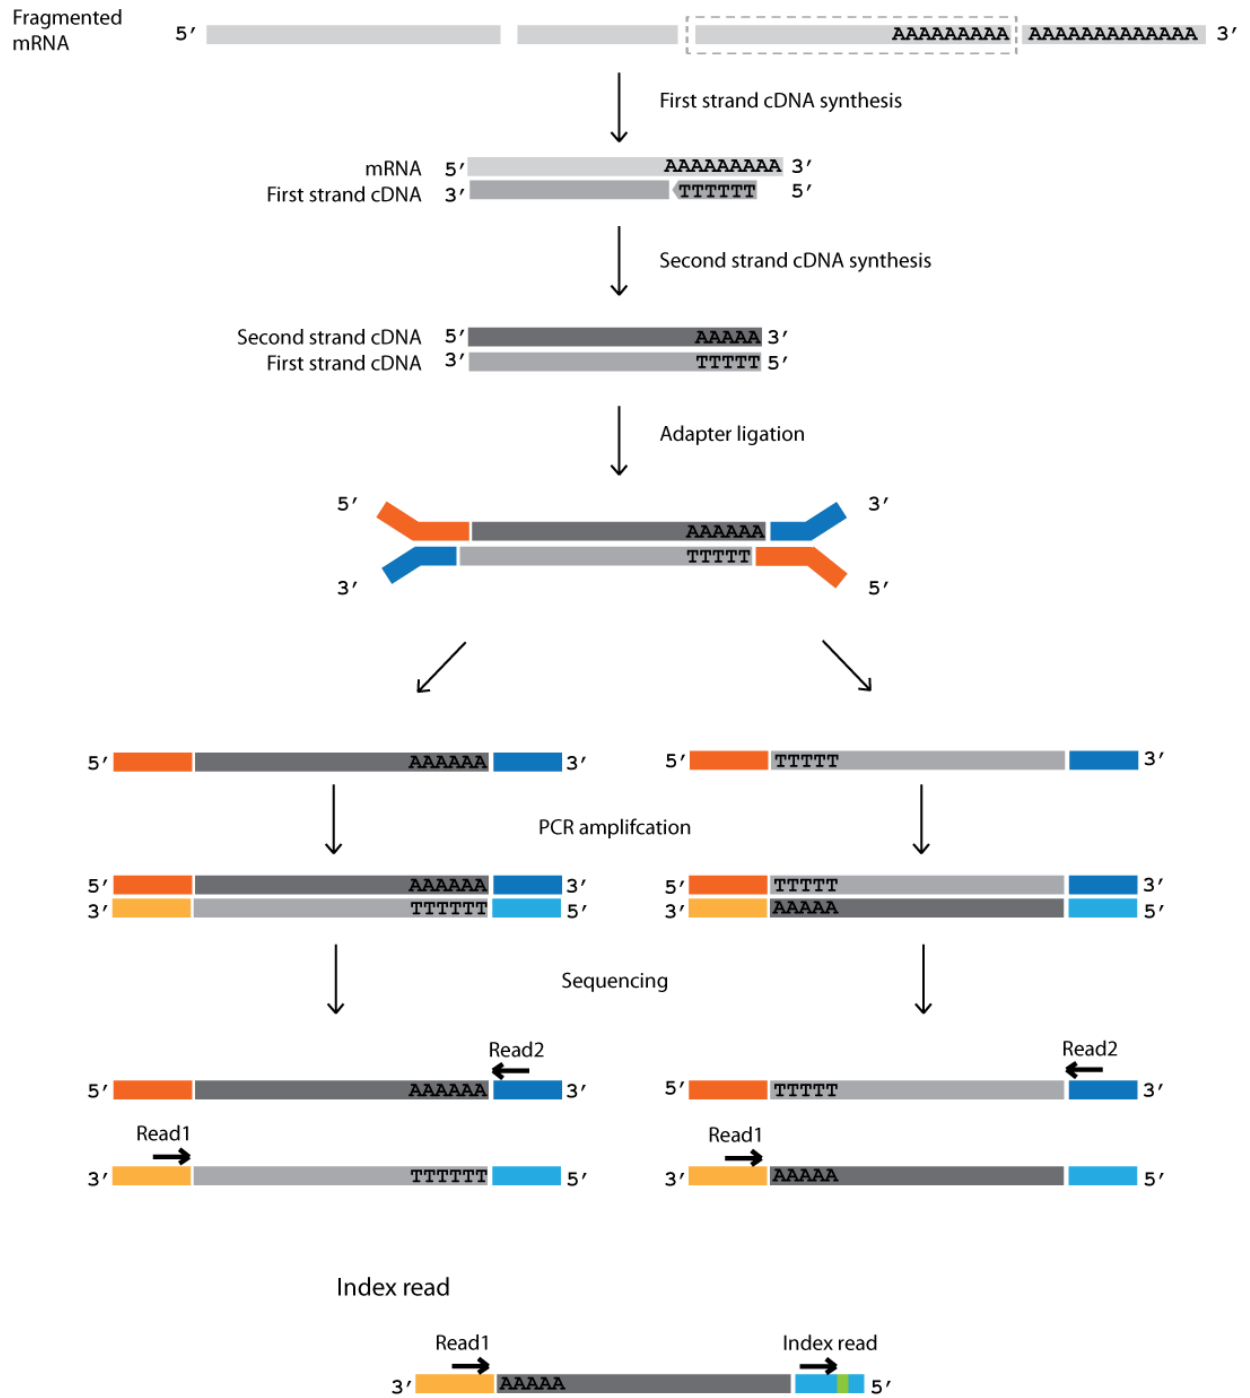 Fragmented
mRNA
5′ AAAAAAAAA AAAAAAAAAAAAA 3′
First strand cDNA synthesis
mRNA 5′ AAAAAAAAA 3′
First strand cDNA 3′ TTTTTT 5′
Second strand cDNA synthesis
Second strand cDNA 5′ AAAAA 3′
First strand cDNA 3′ TTTTT 5′
Adapter ligation
5′ 3′
AAAAAA
TTTTT
3′ 5′
5′ AAAAAA 3′ 5′ TTTTT 3′
PCR amplifcation
5′ AAAAAA 3′ 5′ TTTTT 3′
3′ TTTTTT 5′ 3′ AAAAA 5′
Sequencing
Read2 Read2
5′ AAAAAA 3′ 5′ TTTTT 3′
Read1 Read1
3′ TTTTTT 5′ 3′ AAAAA 5′
Index read
Read1 Index read
3′ AAAAA 5′